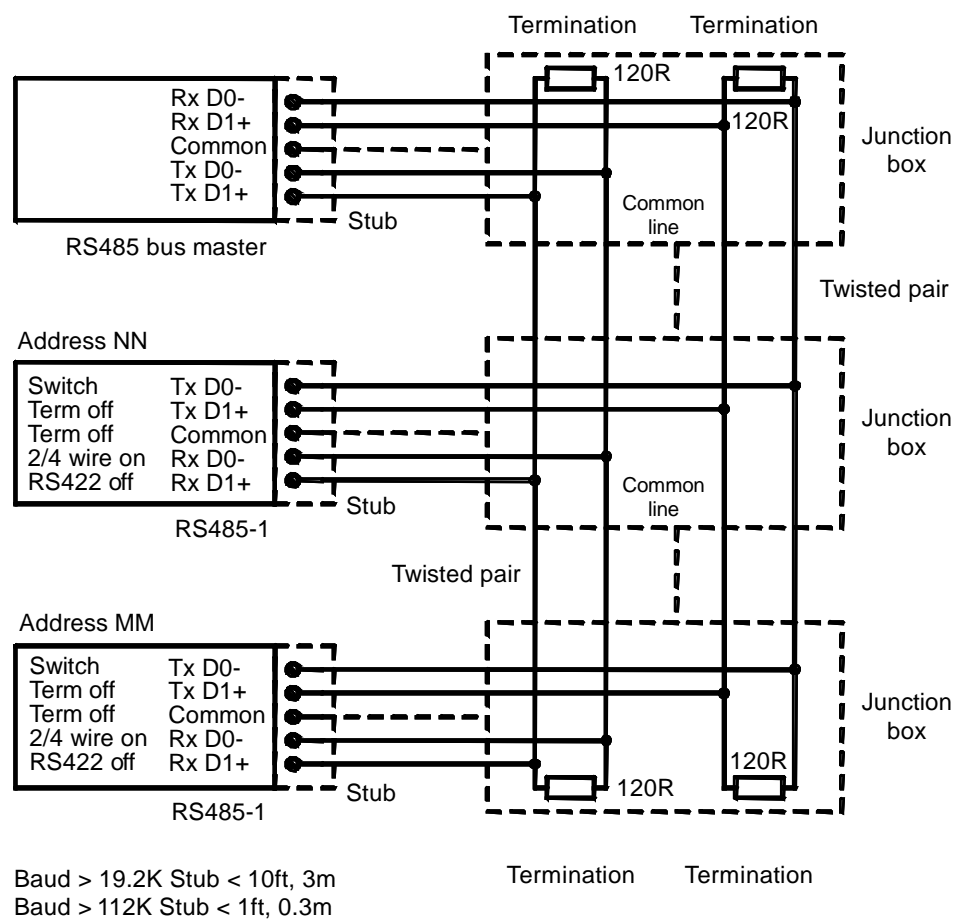 Termination
Termination
120R
120R
Rx D0-
Rx D1+
Common
Tx D0-
Tx D1+
Junction
box
Common
line
Stub
RS485 bus master
Twisted pair
Address NN
Switch Tx D0-
Term off Tx D1+
Term off Common
2/4 wire on Rx D0-
RS422 off Rx D1+
Junction
box
Common
line
Stub
RS485-1
Twisted pair
Address MM
Switch Tx D0-
Term off Tx D1+
Term off Common
2/4 wire on Rx D0-
RS422 off Rx D1+
Junction
box
120R
120R
Stub
RS485-1
Termination
Termination
Baud > 19.2K Stub < 10ft, 3m
Baud > 112K Stub < 1ft, 0.3m